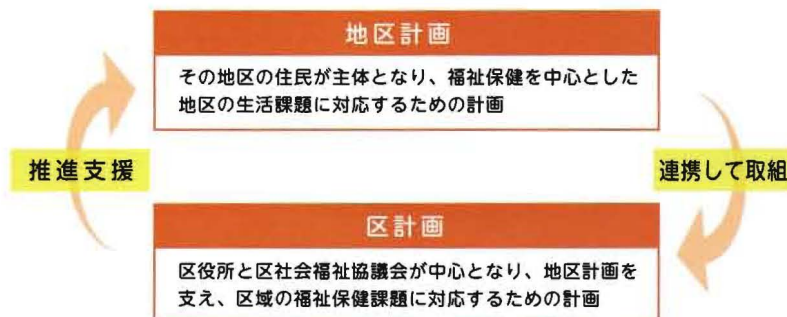 地区計画
その地区の住民が主体となり、福祉保健を中心とした
地区の生活課題に対応するための計画
推進支援
連携して取組
区計画
区役所と区社会福祉協議会が中心となり、地区計画を
支え、区域の福祉保健課題に対応するための計画